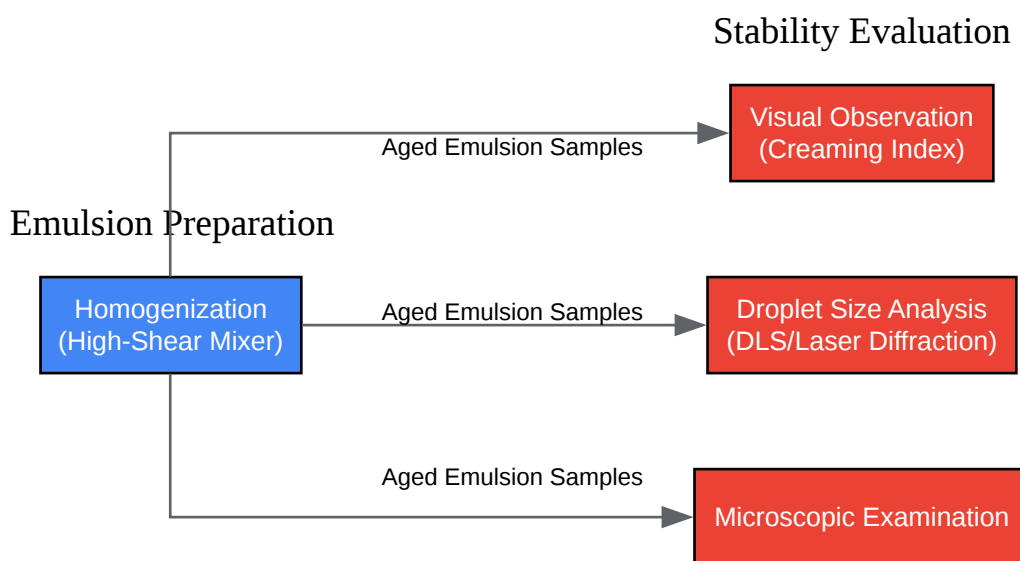 Stability Evaluation
Visual Observation
(Creaming Index)
Aged Emulsion Samples
Emulsion Preparation
Homogenization
(High-Shear Mixer)
Aged Emulsion Samples
Droplet Size Analysis
(DLS/Laser Diffraction)
Aged Emulsion Samples
Microscopic Examination